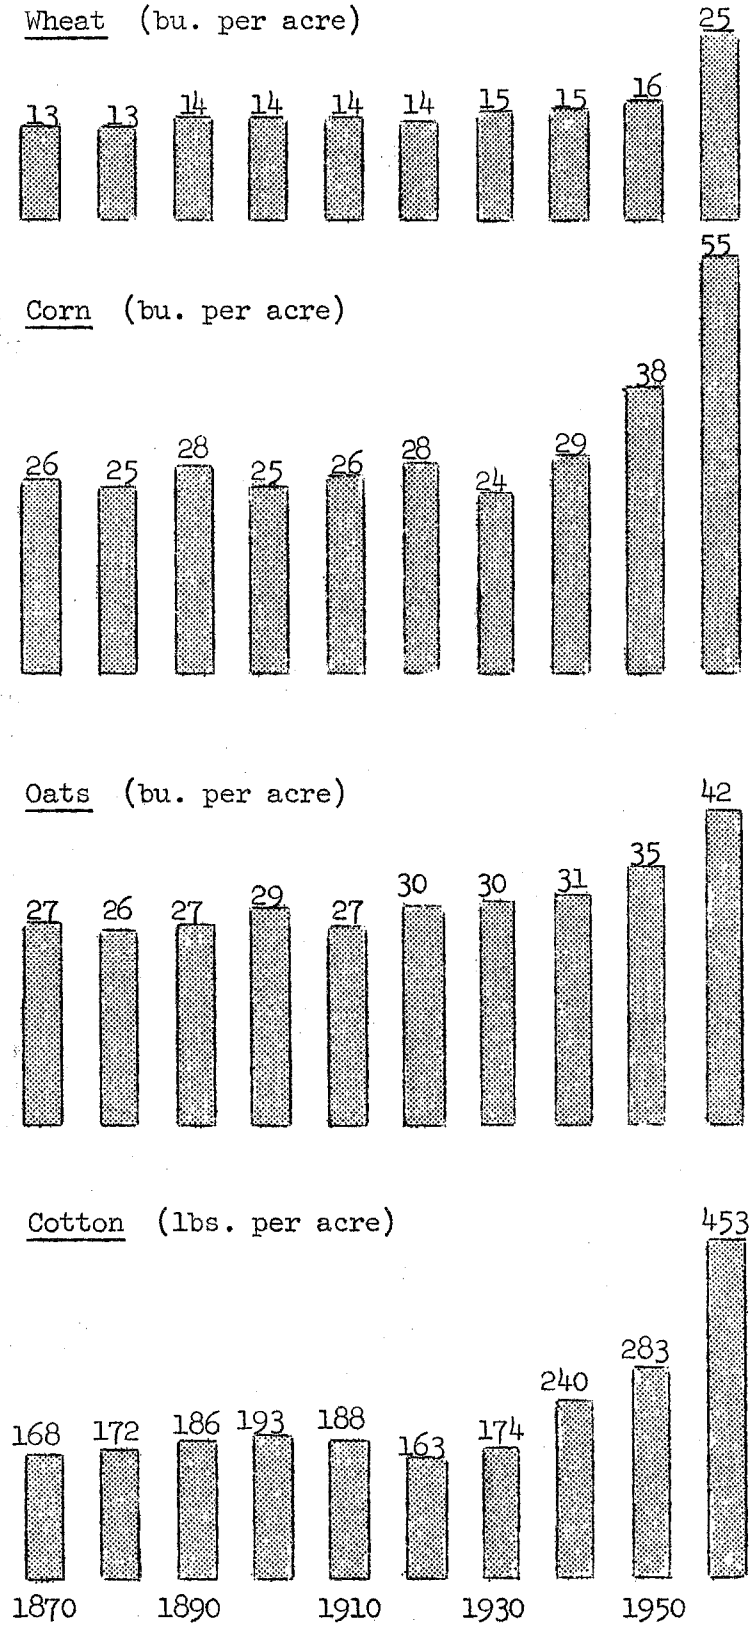 Wheat (bu. per acre)
25
13 13 14 14 14 14 15 15 16
Corn (bu. per acre)
55
38
26 25 28 25 26 28 24 29
Oats (bu. per acre)
42
27 26 27 29 27 30 30 31 35
Cotton (lbs. per acre)
453
283
240
168 172 186 193 188 163 174
1870 1890 1910 1930 1950